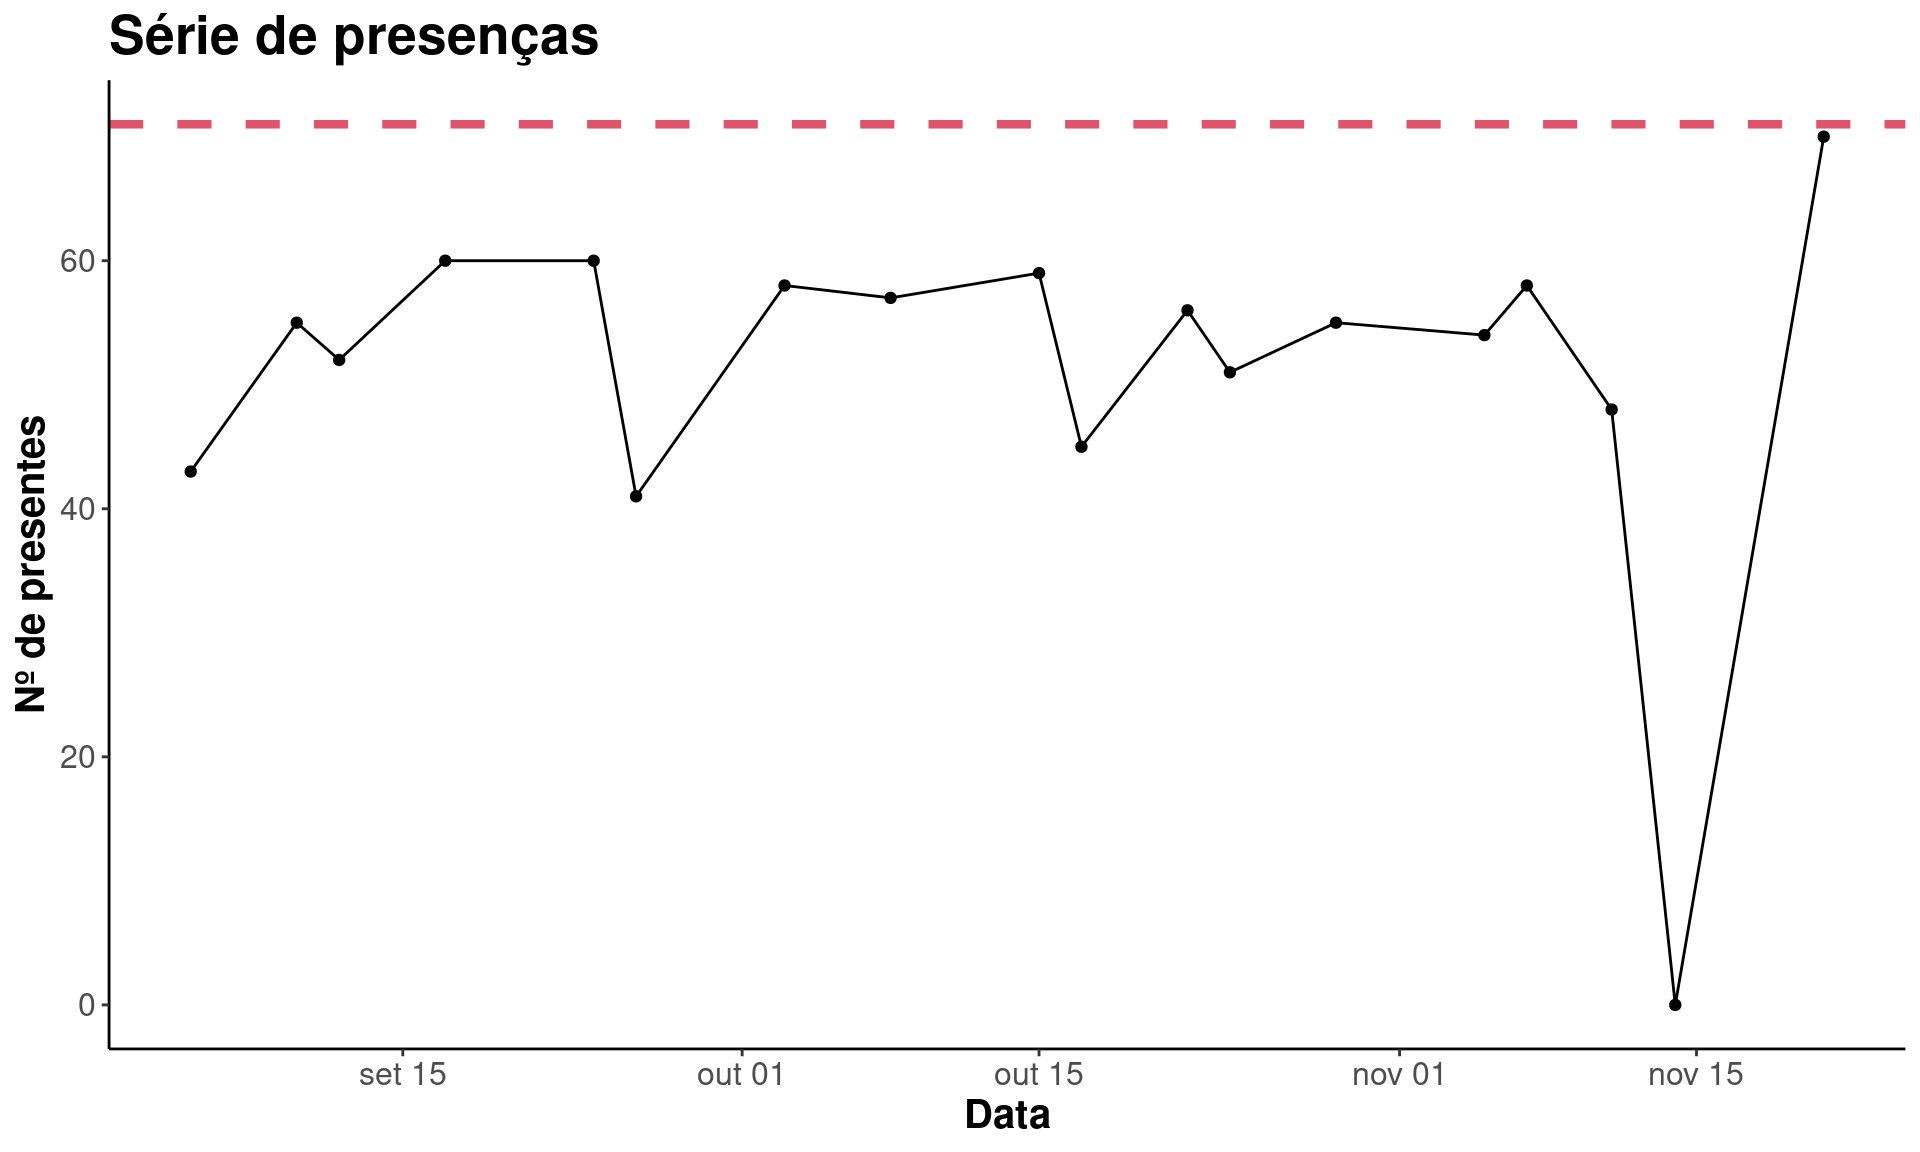 Série de presenças
Nº de presentes
60
40
20
0
set 15
out 01
out 15
nov 01
nov 15
Data